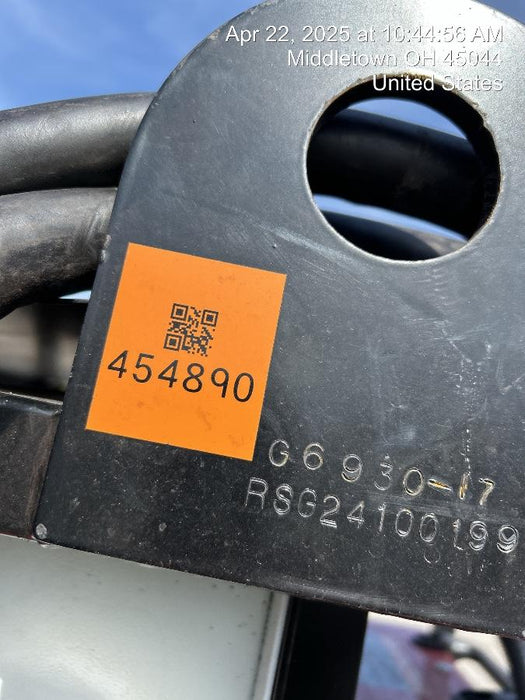 Apr 22, 2025 at 10:44:56 AM
Middletown OH 45044
United States
454890
G6930-17
RSG24100199